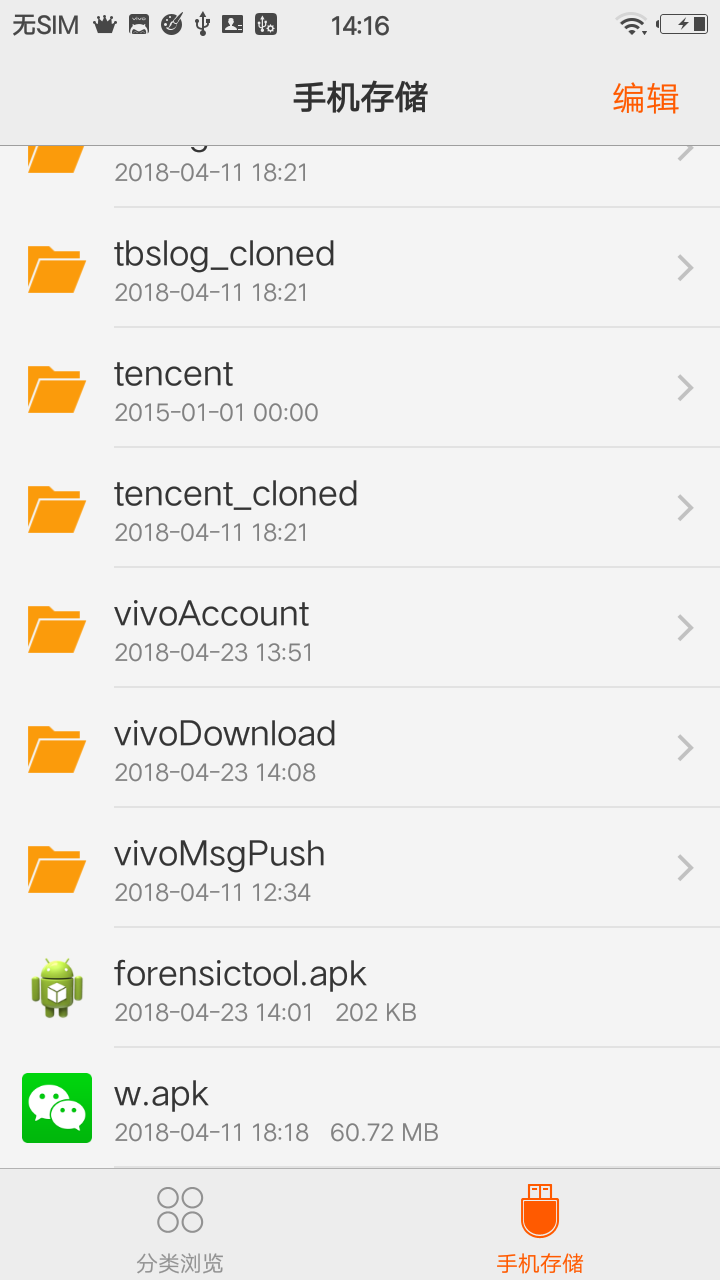 无SIM 14:16
手机存储 编辑
2018-04-11 18:21
tbslog_cloned
2018-04-11 18:21
tencent
2015-01-01 00:00
tencent_cloned
2018-04-11 18:21
vivoAccount
2018-04-23 13:51
vivoDownload
2018-04-23 14:08
vivoMsgPush
2018-04-11 12:34
forensictool.apk
2018-04-23 14:01 202 KB
w.apk
2018-04-11 18:18 60.72 MB
分类浏览 手机存储